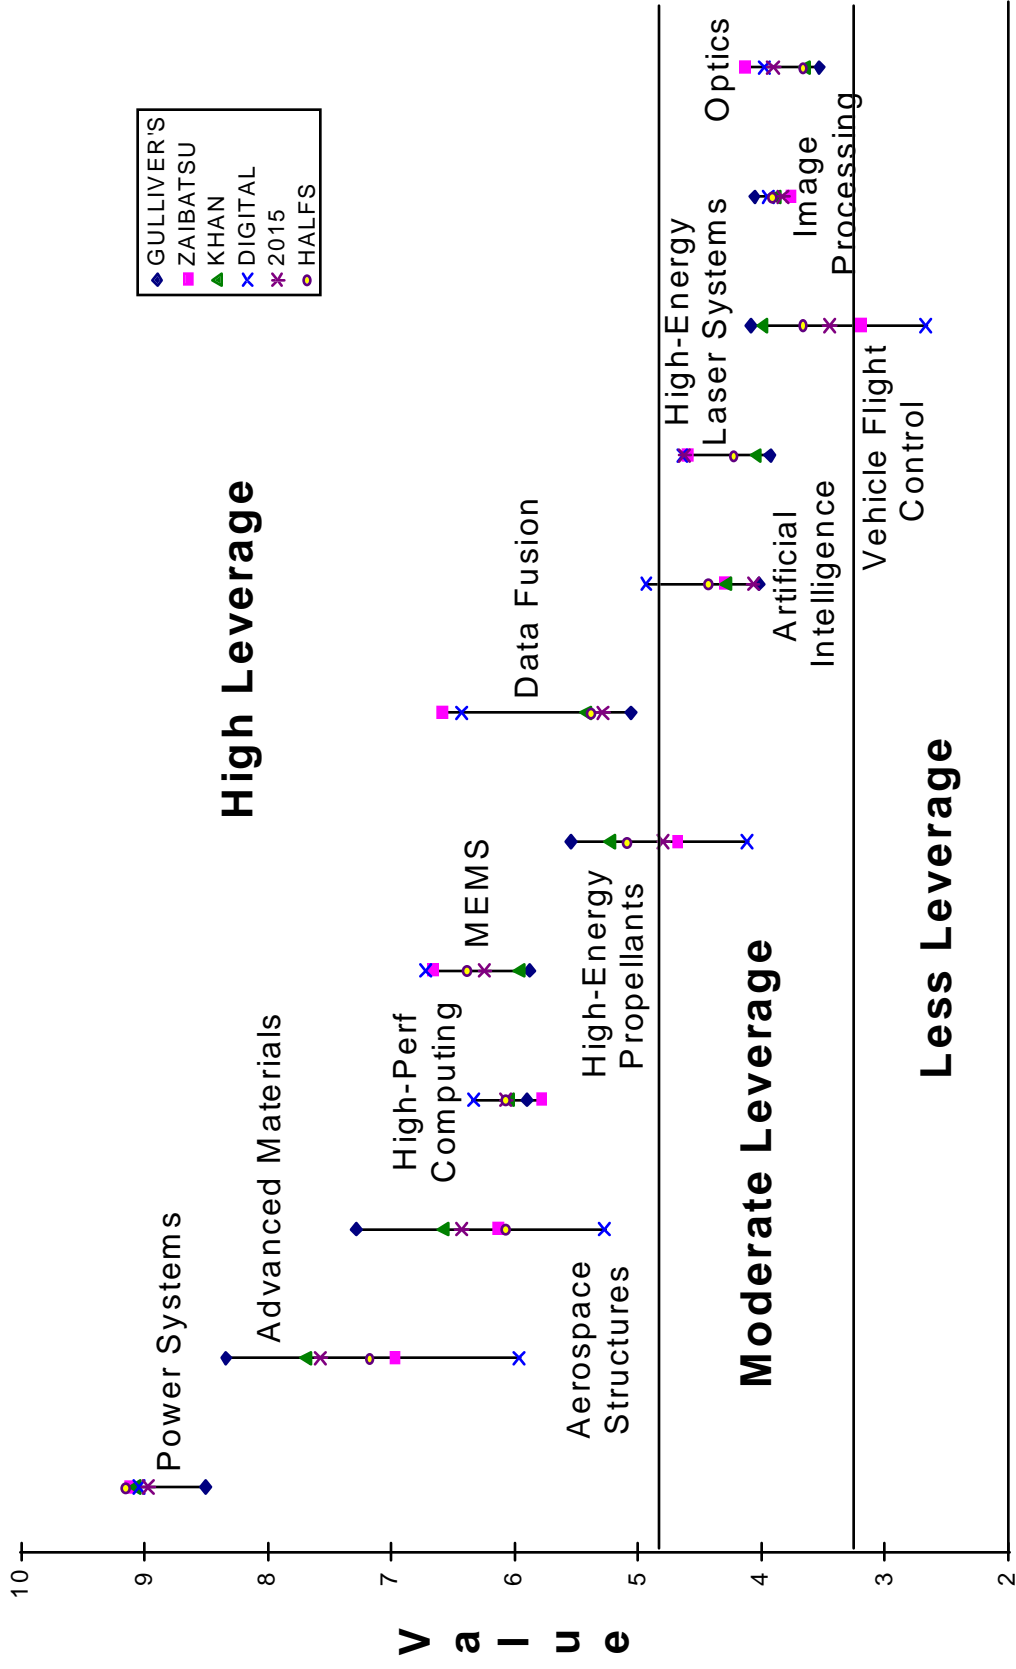 GULLIVER'S
ZAIBATSU
KHAN
DIGITAL
2015
HALFS
High Leverage
Moderate Leverage
Less Leverage
Power Systems
Advanced Materials
Aerospace
Structures
High-Perf
Computing
MEMS
High-Energy
Propellants
Data Fusion
Artificial
Intelligence
High-Energy
Laser Systems
Vehicle Flight
Control
Image
Processing
Optics
Value
10
9
8
7
6
5
4
3
2